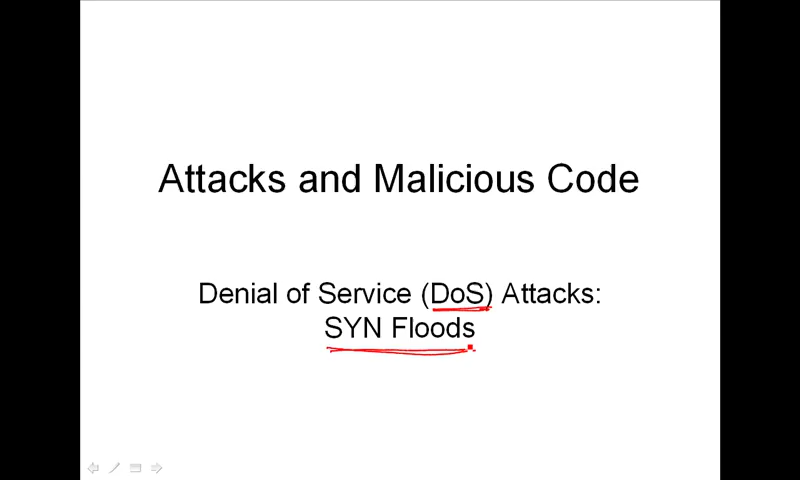 Attacks and Malicious Code
Denial of Service (DoS) Attacks:
SYN Floods